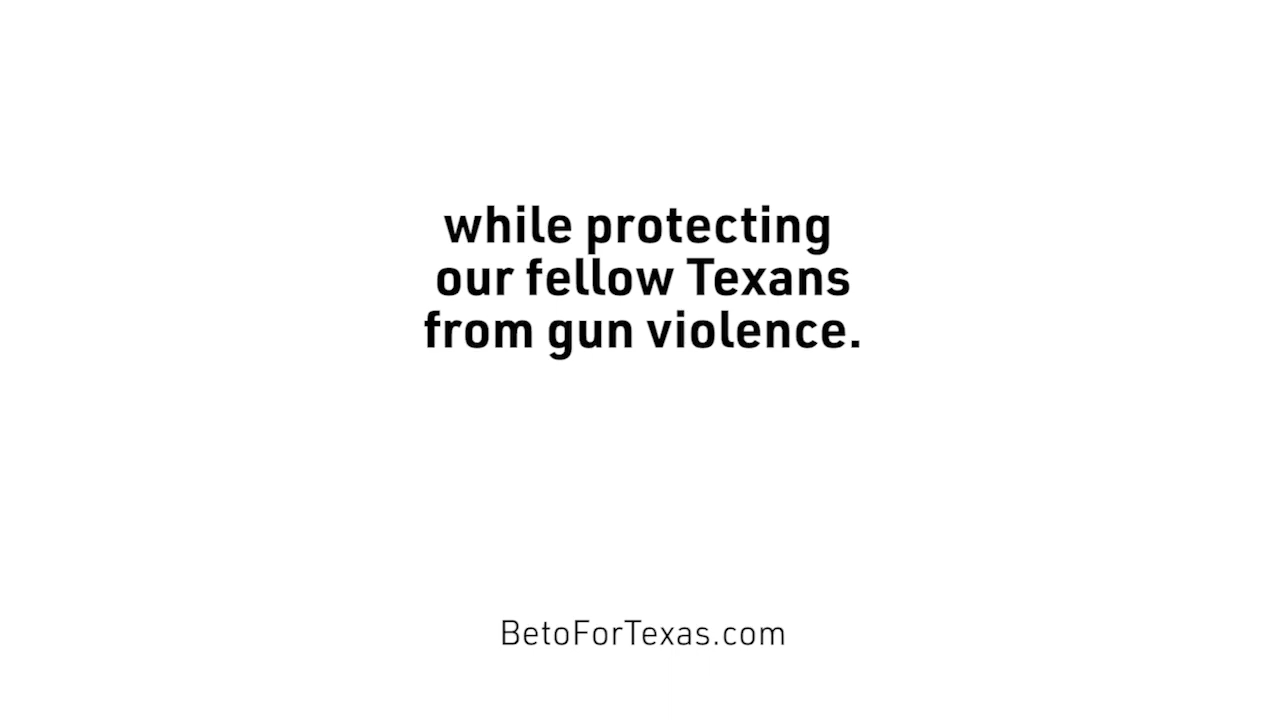 while protecting
our fellow Texans
from gun violence.
BetoForTexas.com